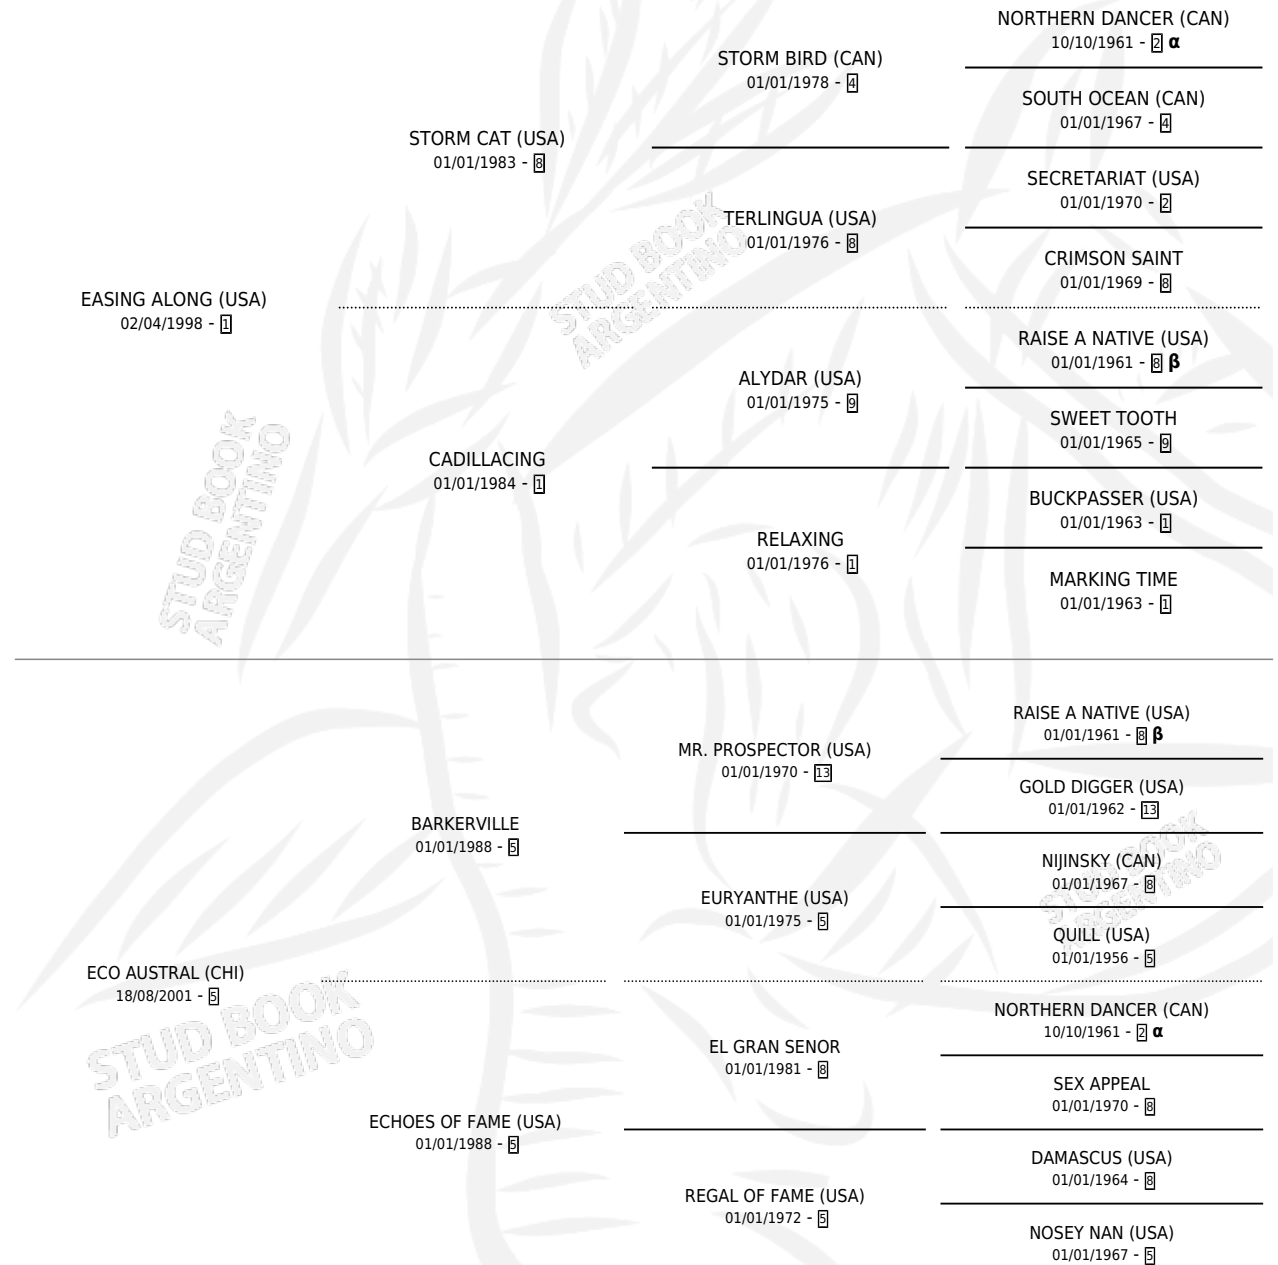 NORTHERN DANCER (CAN)
10/10/1961 - 2 α
STORM BIRD (CAN)
01/01/1978 - 4
SOUTH OCEAN (CAN)
01/01/1967 - 4
STORM CAT (USA)
01/01/1983 - 8
SECRETARIAT (USA)
01/01/1970 - 2
TERLINGUA (USA)
01/01/1976 - 8
CRIMSON SAINT
01/01/1969 - 8
STUD BOOK
ARGENTINO
EASING ALONG (USA)
02/04/1998 - 1
RAISE A NATIVE (USA)
01/01/1961 - 8 β
ALYDAR (USA)
01/01/1975 - 9
SWEET TOOTH
01/01/1965 - 9
CADILLACING
01/01/1984 - 1
BUCKPASSER (USA)
01/01/1963 - 1
RELAXING
01/01/1976 - 1
MARKING TIME
01/01/1963 - 1
STUD BOOK
ARGENTINO
RAISE A NATIVE (USA)
01/01/1961 - 8 β
MR. PROSPECTOR (USA)
01/01/1970 - 13
GOLD DIGGER (USA)
01/01/1962 - 13
BARKERVILLE
01/01/1988 - 5
NIJINSKY (CAN)
01/01/1967 - 8
EURYANTHE (USA)
01/01/1975 - 5
QUILL (USA)
01/01/1956 - 5
STUD BOOK
ARGENTINO
ECO AUSTRAL (CHI)
18/08/2001 - 5
NORTHERN DANCER (CAN)
10/10/1961 - 2 α
EL GRAN SENOR
01/01/1981 - 8
SEX APPEAL
01/01/1970 - 8
ECHOES OF FAME (USA)
01/01/1988 - 5
DAMASCUS (USA)
01/01/1964 - 8
REGAL OF FAME (USA)
01/01/1972 - 5
NOSEY NAN (USA)
01/01/1967 - 5
STUD BOOK
ARGENTINO